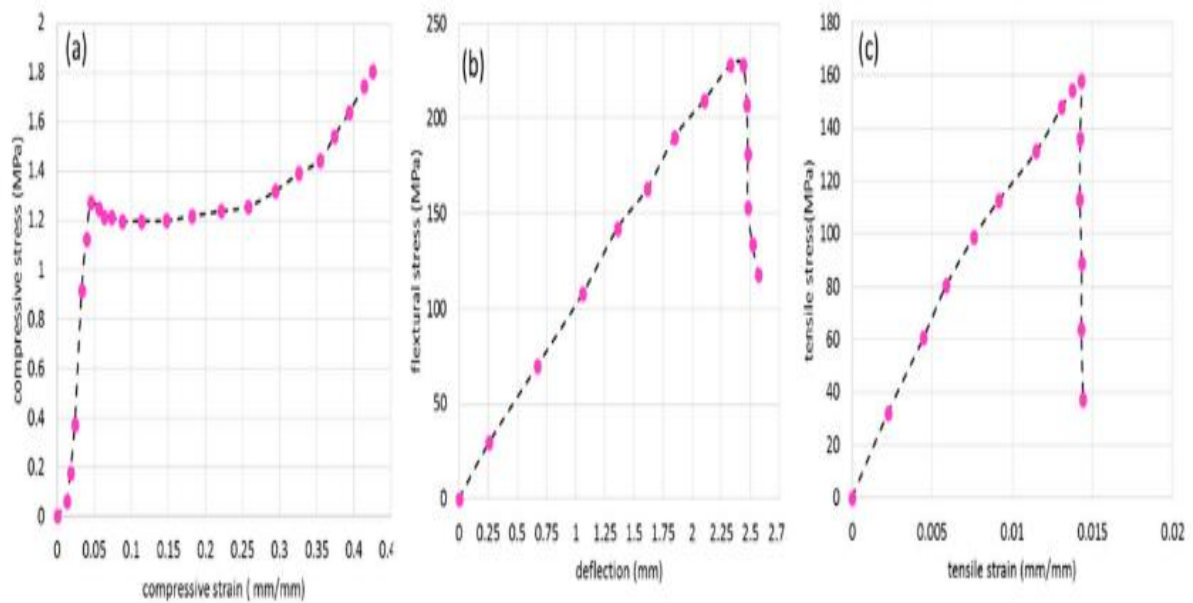 (a)
compressive stress (MPa)
2
1.8
1.6
1.4
1.2
1
0.8
0.6
0.4
0.2
0
0 0.05 0.1 0.15 0.2 0.25 0.3 0.35 0.4 0.4
compressive strain ( mm/mm)
(b)
flextural stress (MPa)
250
200
150
100
50
0
0 0.25 0.5 0.75 1 1.25 1.5 1.75 2 2.25 2.5 2.7
deflection (mm)
(c)
tensile stress(MPa)
180
160
140
120
100
80
60
40
20
0
0 0.005 0.01 0.015 0.02
tensile strain (mm/mm)